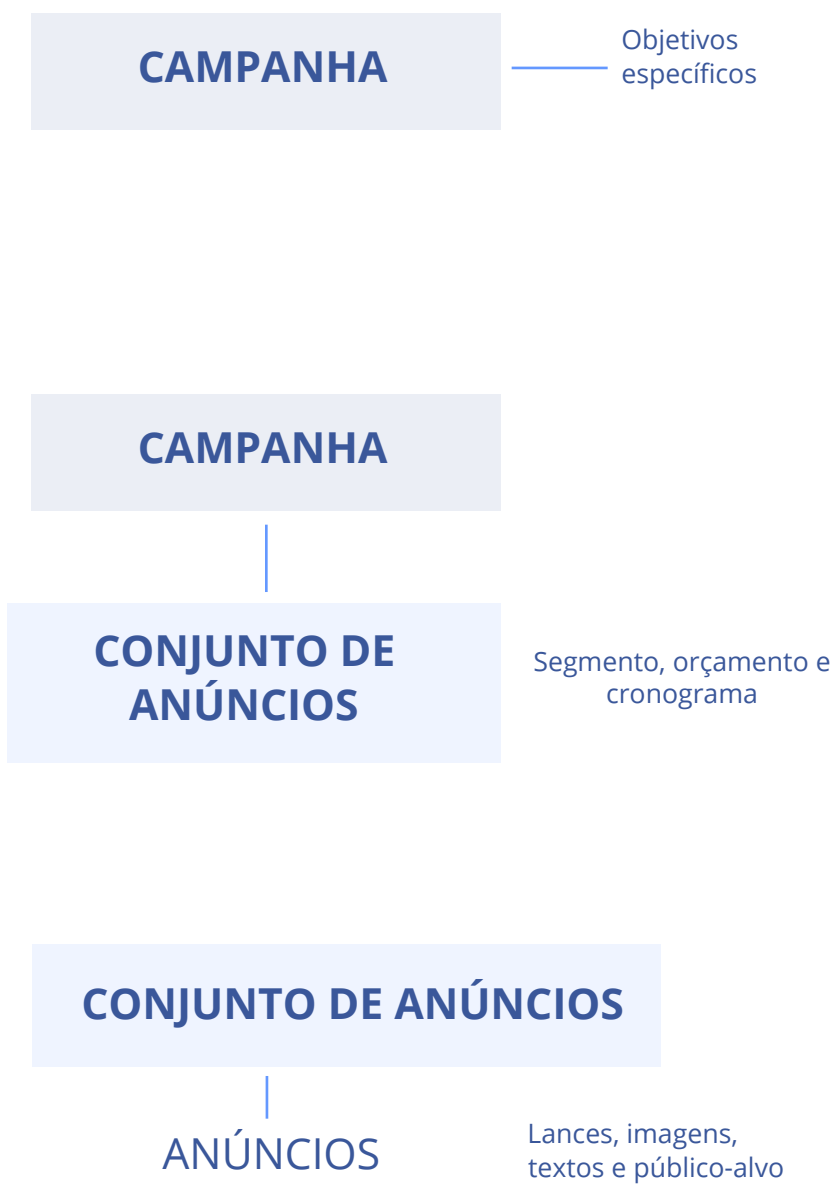 CAMPANHA
Objetivos
específicos
CAMPANHA
CONJUNTO DE
ANÚNCIOS
Segmento, orçamento e
cronograma
CONJUNTO DE ANÚNCIOS
ANÚNCIOS
Lances, imagens,
textos e público-alvo